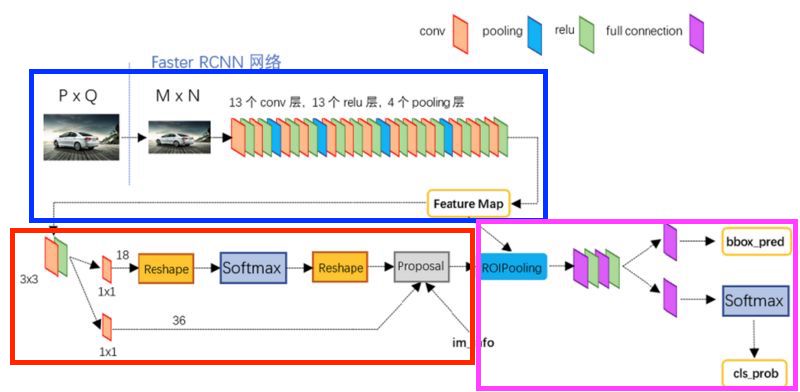 conv pooling relu full connection
Faster RCNN 网络
P x Q
M x N
13 个 conv 层，13 个 relu 层，4 个 pooling 层
Feature Map
3x3
18
1x1
Reshape
Softmax
Reshape
Proposal
ROIPooling
bbox_pred
36
1x1
Softmax
cls_prob